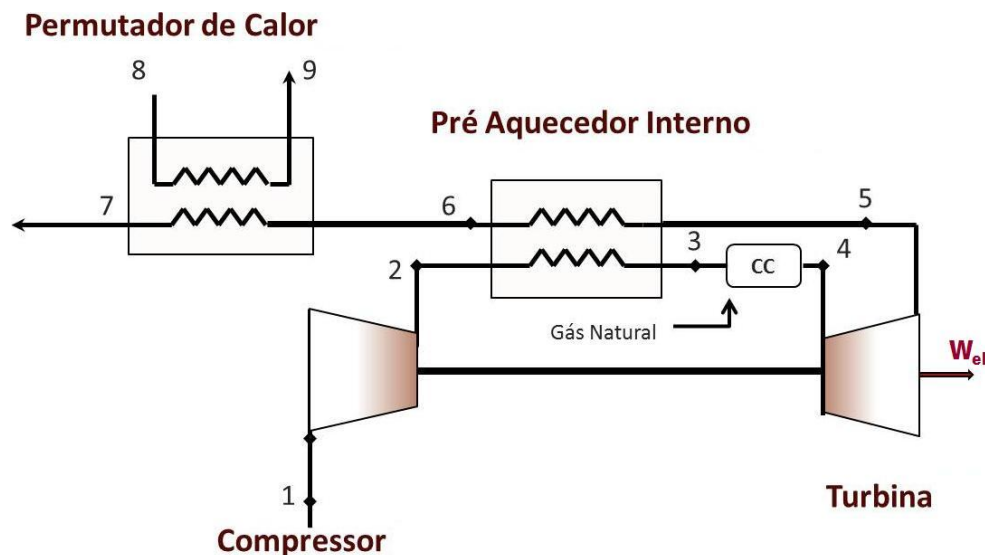 Permutador de Calor
8
9
Pré Aquecedor Interno
7
6
5
2
3
CC
4
Gás Natural
W el
1
Turbina
Compressor